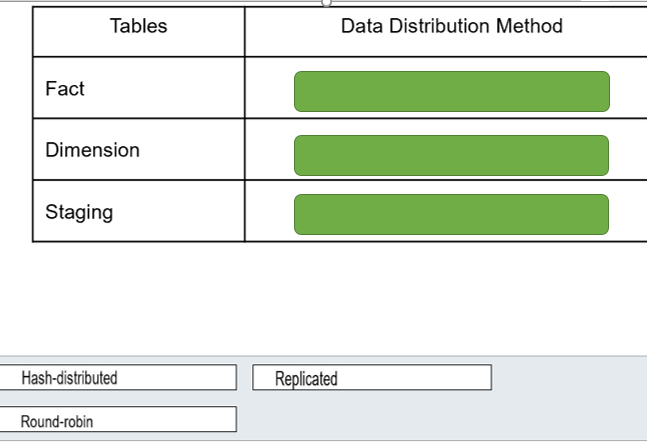 Tables Data Distribution Method
Fact
Dimension
Staging
Hash-distributed Replicated
Round-robin